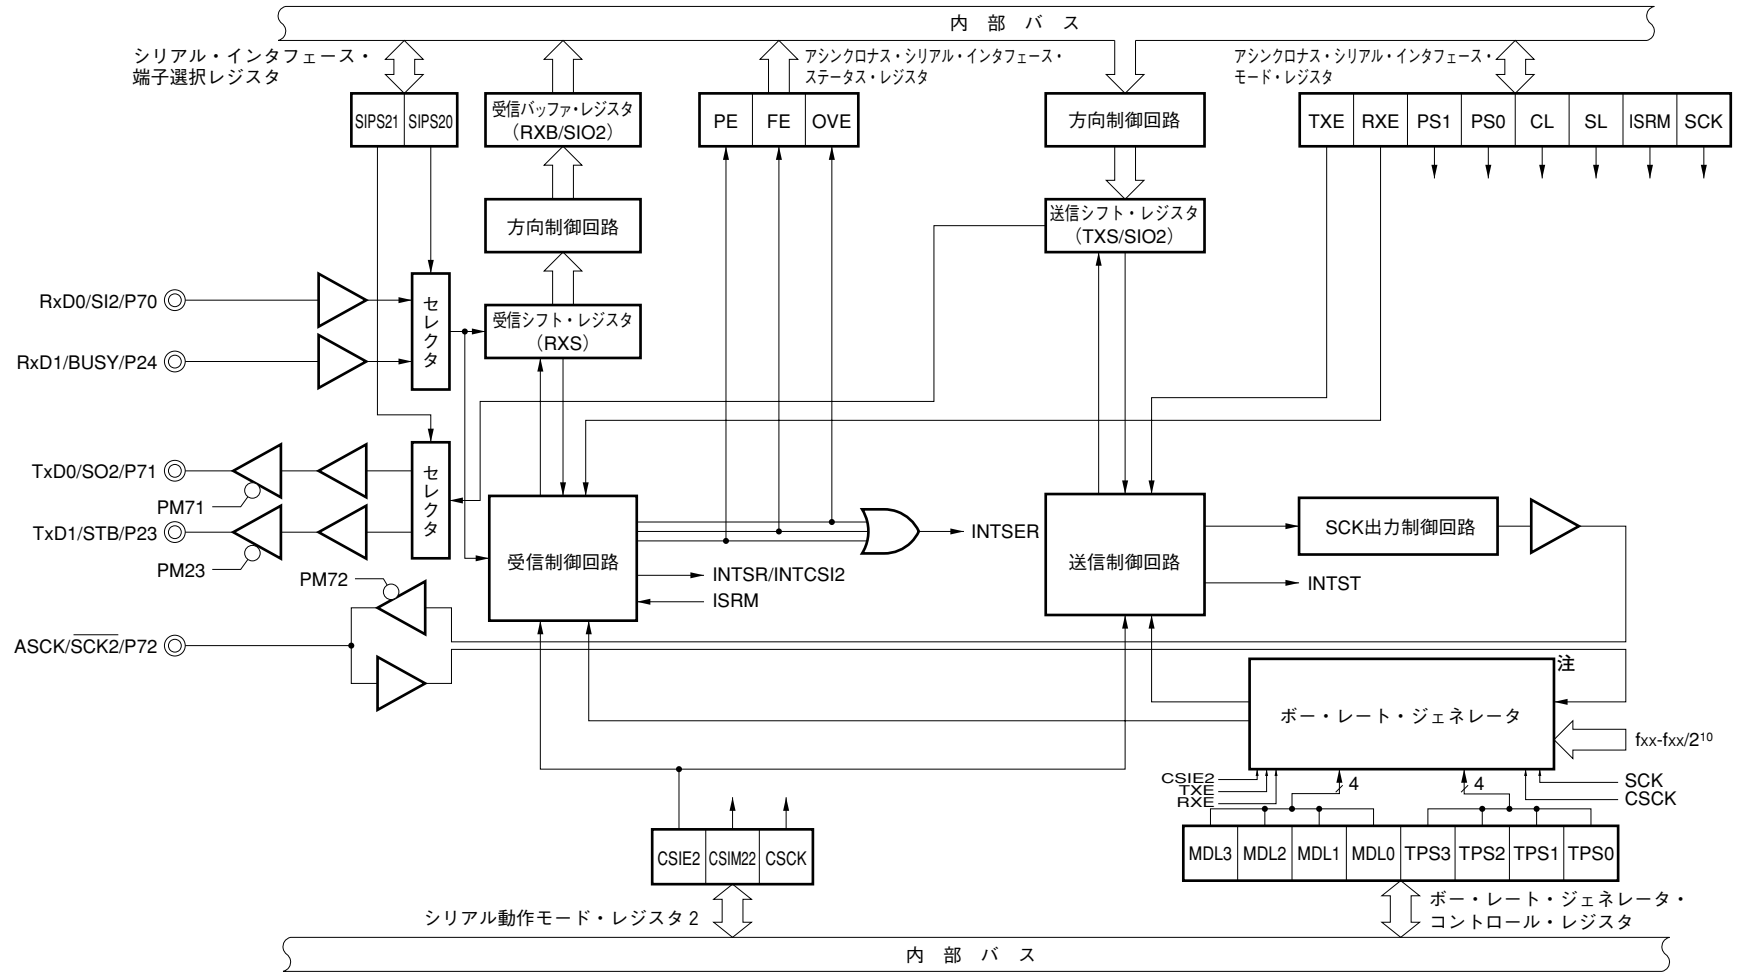 内 部 バ ス
シリアル・インタフェース・
端子選択レジスタ
アシンクロナス・シリアル・インタフェース・
ステータス・レジスタ
アシンクロナス・シリアル・インタフェース・
モード・レジスタ
SIPS21 SIPS20
受信バッファ・レジスタ
(RXB/SIO2)
PE FE OVE
方向制御回路
TXE RXE PS1 PS0 CL SL ISRM SCK
方向制御回路
送信シフト・レジスタ
(TXS/SIO2)
RxD0/SI2/P70
セレクタ
受信シフト・レジスタ
(RXS)
RxD1/BUSY/P24
TxD0/SO2/P71
PM71
セレクタ
TxD1/STB/P23
PM23
受信制御回路
INTSER
INTSR/INTCSI2
ISRM
送信制御回路
SCK出力制御回路
INTST
PM72
ASCK/SCK2/P72
注
ボー・レート・ジェネレータ
fxx-fxx/2¹⁰
CSIE2
TXE
RXE
4
4
SCK
CSCK
CSIE2 CSIM22 CSCK
MDL3 MDL2 MDL1 MDL0 TPS3 TPS2 TPS1 TPS0
シリアル動作モード・レジスタ2
ボー・レート・ジェネレータ・
コントロール・レジスタ
内 部 バ ス